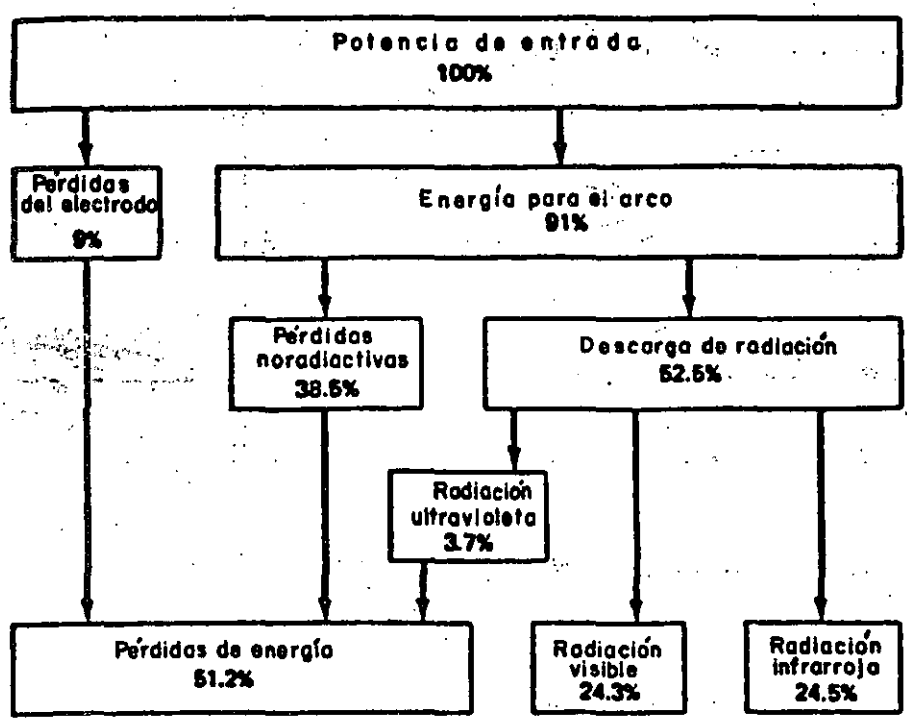 Potencia de entrada
100%
Pérdidas
del electrodo
9%
Energía para el arco
91%
Pérdidas
noradiactivas
38.5%
Descarga de radiación
52.5%
Radiación
ultravioleta
3.7%
Pérdidas de energía
51.2%
Radiación
visible
24.3%
Radiación
infrarroja
24.5%